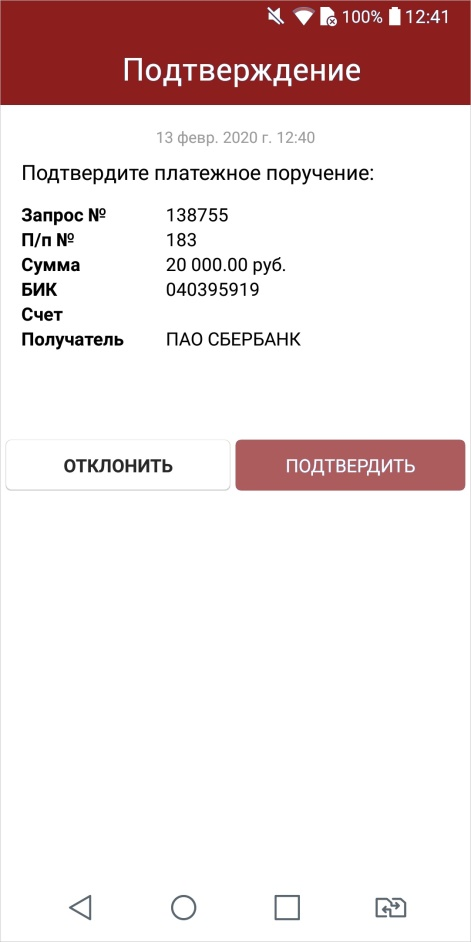 100% 12:41
Подтверждение
13 февр. 2020 г. 12:40
Подтвердите платежное поручение:
Запрос № 138755
П/п № 183
Сумма 20 000.00 руб.
БИК 040395919
Счет
Получатель ПАО СБЕРБАНК
ОТКЛОНИТЬ ПОДТВЕРДИТЬ